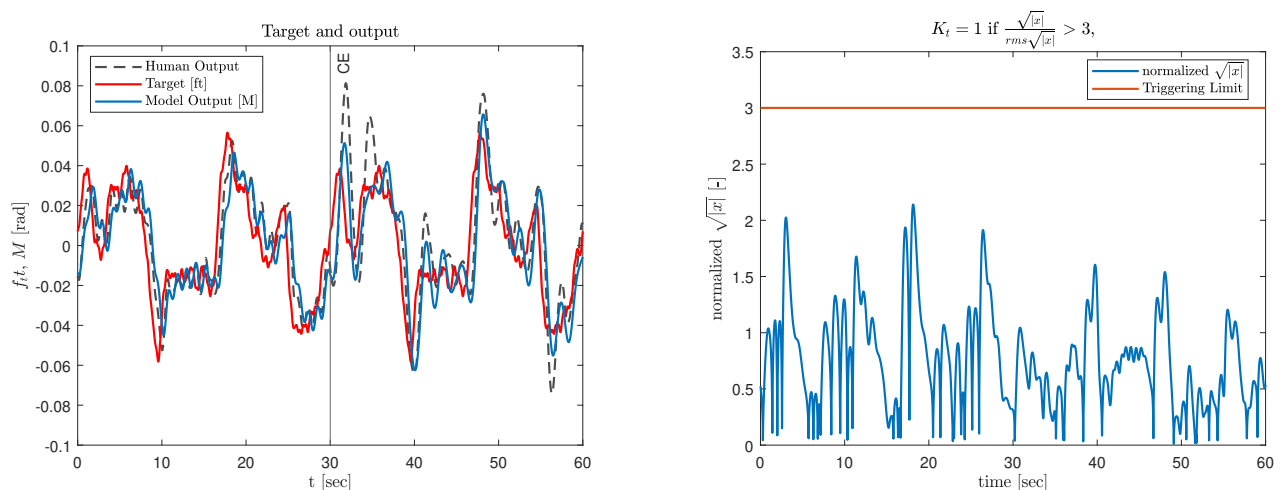 Target and output
Human Output
Target [ft]
Model Output [M]
CE
0.1
0.08
0.06
0.04
0.02
0
-0.02
-0.04
-0.06
-0.08
-0.1
f_t t, M [rad]
0 10 20 30 40 50 60
t [sec]
K_t = 1 if √|x| / rms√|x| > 3,
normalized √|x|
Triggering Limit
3.5
3
2.5
2
1.5
1
0.5
0
normalized √|x| [-]
0 10 20 30 40 50 60
time [sec]